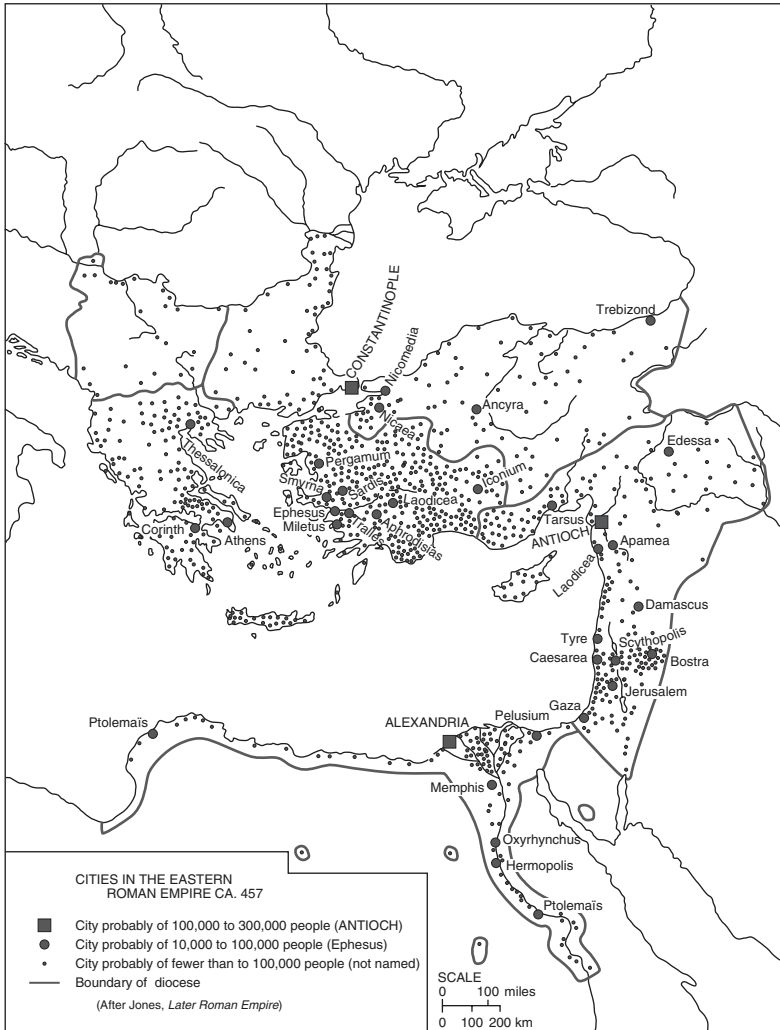 CONSTANTINOPLE
Nicomedia
Trebizond
Nicaea
Ancyra
Edessa
Thessalonica
Pergamum
Smyrna
Sardis
Laodicea
Iconium
Ephesus
Miletus
Tralles
Aphrodisias
Tarsus
ANTIOCH
Corinth
Athens
Laodicea
Apamea
Damascus
Tyre
Scythopolis
Caesarea
Bostra
Jerusalem
Gaza
Ptolemaïs
ALEXANDRIA
Pelusium
Memphis
Oxyrhynchus
Hermopolis
Ptolemaïs
CITIES IN THE EASTERN
ROMAN EMPIRE CA. 457
City probably of 100,000 to 300,000 people (ANTIOCH)
City probably of 10,000 to 100,000 people (Ephesus)
City probably of fewer than to 100,000 people (not named)
Boundary of diocese
(After Jones, Later Roman Empire)
SCALE
0 100 miles
0 100 200 km